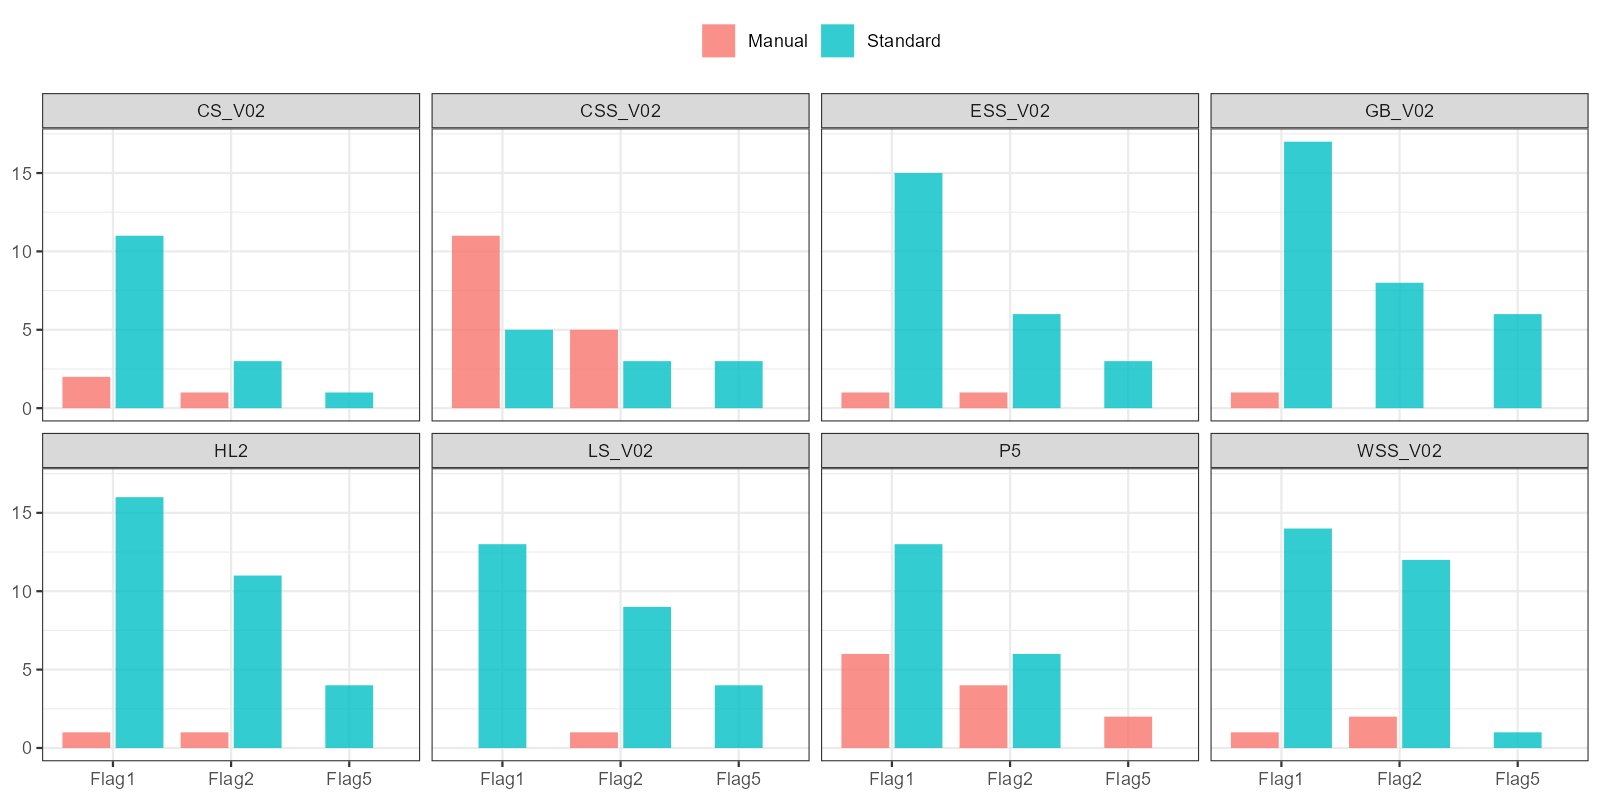 Manual Standard
CS_V02 CSS_V02 ESS_V02 GB_V02
15
10
5
0
HL2 LS_V02 P5 WSS_V02
15
10
5
0
Flag1 Flag2 Flag5 Flag1 Flag2 Flag5 Flag1 Flag2 Flag5 Flag1 Flag2 Flag5